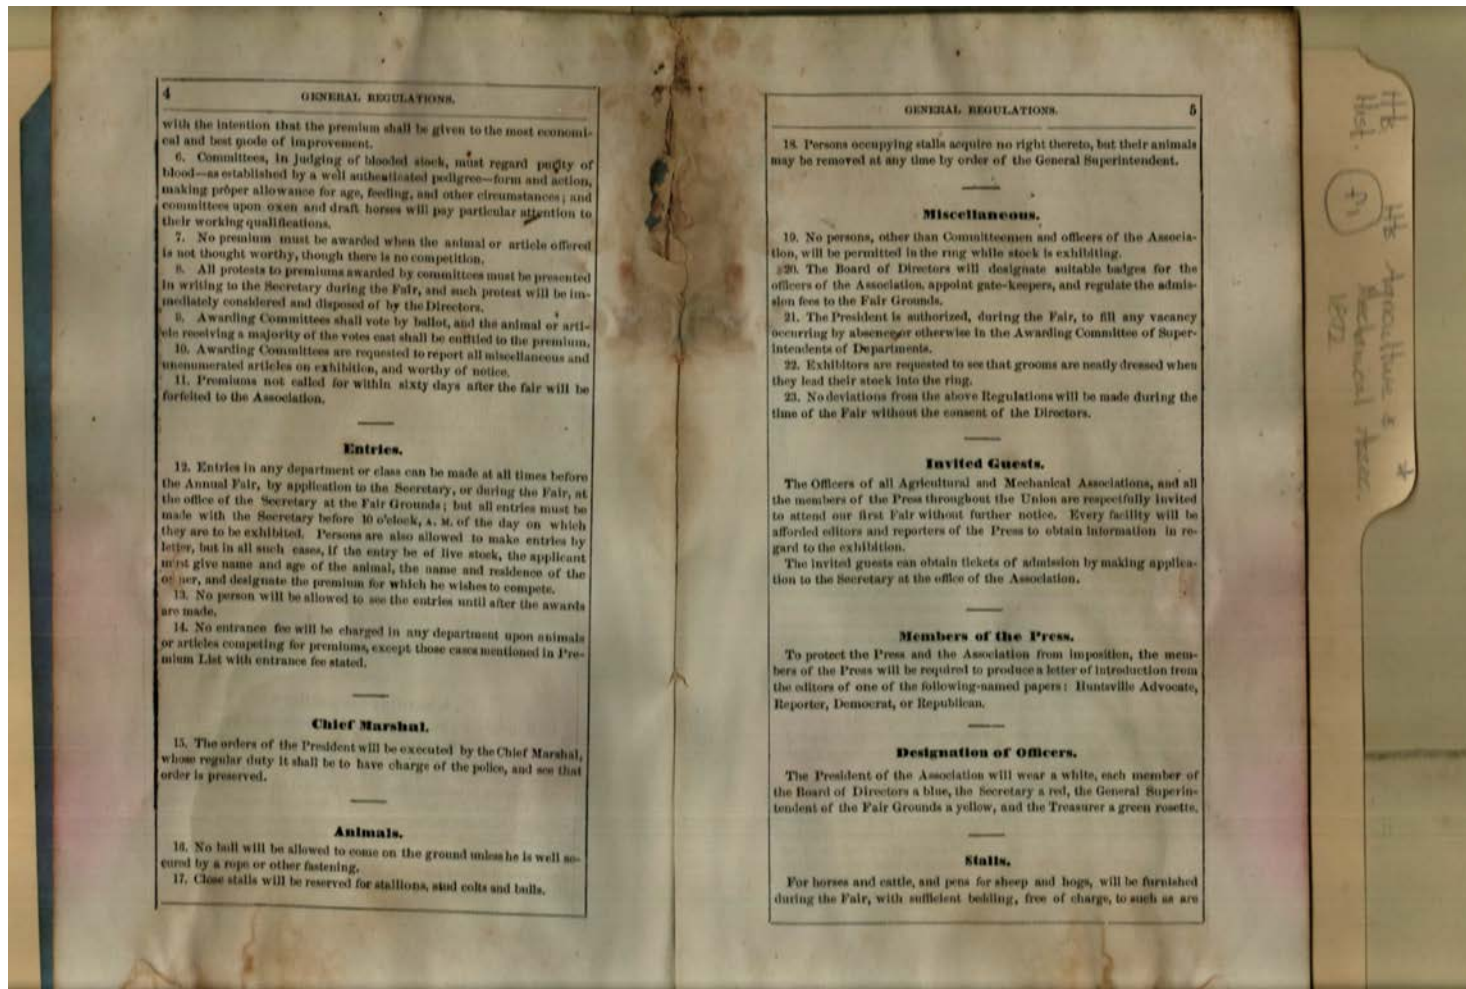 4
GENERAL REGULATIONS.
with the intention that the premium shall be given to the most economi-
cal and best mode of improvement.
6. Committees, in judging of blooded stock, must regard purity of
blood—as established by a well authenticated pedigree—form and action,
making proper allowance for age, feeding, and other circumstances; and
committees upon oxen and draft horses will pay particular attention to
their working qualifications.
7. No premium must be awarded when the animal or article offered
is not thought worthy, though there is no competition.
8. All protests to premiums awarded by committees must be presented
in writing to the Secretary during the Fair, and such protest will be im-
mediately considered and disposed of by the Directors.
9. Awarding Committees shall vote by ballot, and the animal or arti-
cle receiving a majority of the votes cast shall be entitled to the premium.
10. Awarding Committees are requested to report all miscellaneous and
unenumerated articles on exhibition, and worthy of notice.
11. Premiums not called for within sixty days after the fair will be
forfeited to the Association.
Entries.
12. Entries in any department or class can be made at all times before
the Annual Fair, by application to the Secretary, or during the Fair, at
the office of the Secretary at the Fair Grounds; but all entries must be
made with the Secretary before 10 o'clock, A. M. of the day on which
they are to be exhibited. Persons are also allowed to make entries by
letter, but in all such cases, if the entry be of live stock, the applicant
must give name and age of the animal, the name and residence of the
owner, and designate the premium for which he wishes to compete.
13. No person will be allowed to see the entries until after the awards
are made.
14. No entrance fee will be charged in any department upon animals
or articles competing for premiums, except those cases mentioned in Pre-
mium List with entrance fee stated.
Chief Marshal.
15. The orders of the President will be executed by the Chief Marshal,
whose regular duty it shall be to have charge of the police, and see that
order is preserved.
Animals.
16. No bull will be allowed to come on the ground unless he is well se-
cured by a rope or other fastening.
17. Close stalls will be reserved for stallions, stud colts and bulls.
GENERAL REGULATIONS.
5
18. Persons occupying stalls acquire no right thereto, but their animals
may be removed at any time by order of the General Superintendent.
Miscellaneous.
19. No persons, other than Committeemen and officers of the Associa-
tion, will be permitted in the ring while stock is exhibiting.
20. The Board of Directors will designate suitable badges for the
officers of the Association, appoint gate-keepers, and regulate the admis-
sion fees to the Fair Grounds.
21. The President is authorized, during the Fair, to fill any vacancy
occurring by absence or otherwise in the Awarding Committee of Super-
intendents of Departments.
22. Exhibitors are requested to see that grooms are neatly dressed when
they lead their stock into the ring.
23. No deviations from the above Regulations will be made during the
time of the Fair without the consent of the Directors.
Invited Guests.
The Officers of all Agricultural and Mechanical Associations, and all
the members of the Press throughout the Union are respectfully invited
to attend our first Fair without further notice. Every facility will be
afforded editors and reporters of the Press to obtain information in re-
gard to the exhibition.
The invited guests can obtain tickets of admission by making applica-
tion to the Secretary at the office of the Association.
Members of the Press.
To protect the Press and the Association from imposition, the mem-
bers of the Press will be required to produce a letter of introduction from
the editors of one of the following-named papers: Huntsville Advocate,
Reporter, Democrat, or Republican.
Designation of Officers.
The President of the Association will wear a white, each member of
the Board of Directors a blue, the Secretary a red, the General Superin-
tendent of the Fair Grounds a yellow, and the Treasurer a green rosette.
Stalls.
For horses and cattle, and pens for sheep and hogs, will be furnished
during the Fair, with sufficient bedding, free of charge, to such as are
Hist.
Agriculture &
Mechanical Assoc.